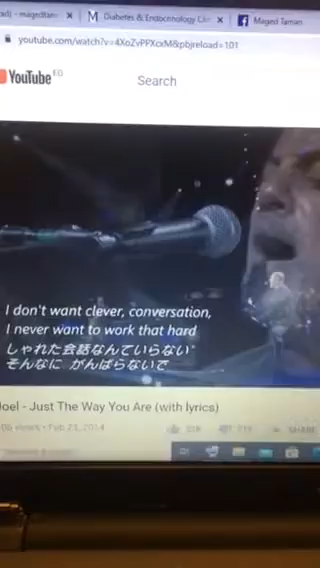 Diabetes & Endocrinology
Maged Taman
youtube.com/watch?v=4XoZvPPXcxM&pbjreload=101
YouTube EG
Search
I don't want clever, conversation,
I never want to work that hard
しゃれた会話なんていらない
そんなに がんばらないで
Joel - Just The Way You Are (with lyrics)
views • Feb 23, 2014
SHARE